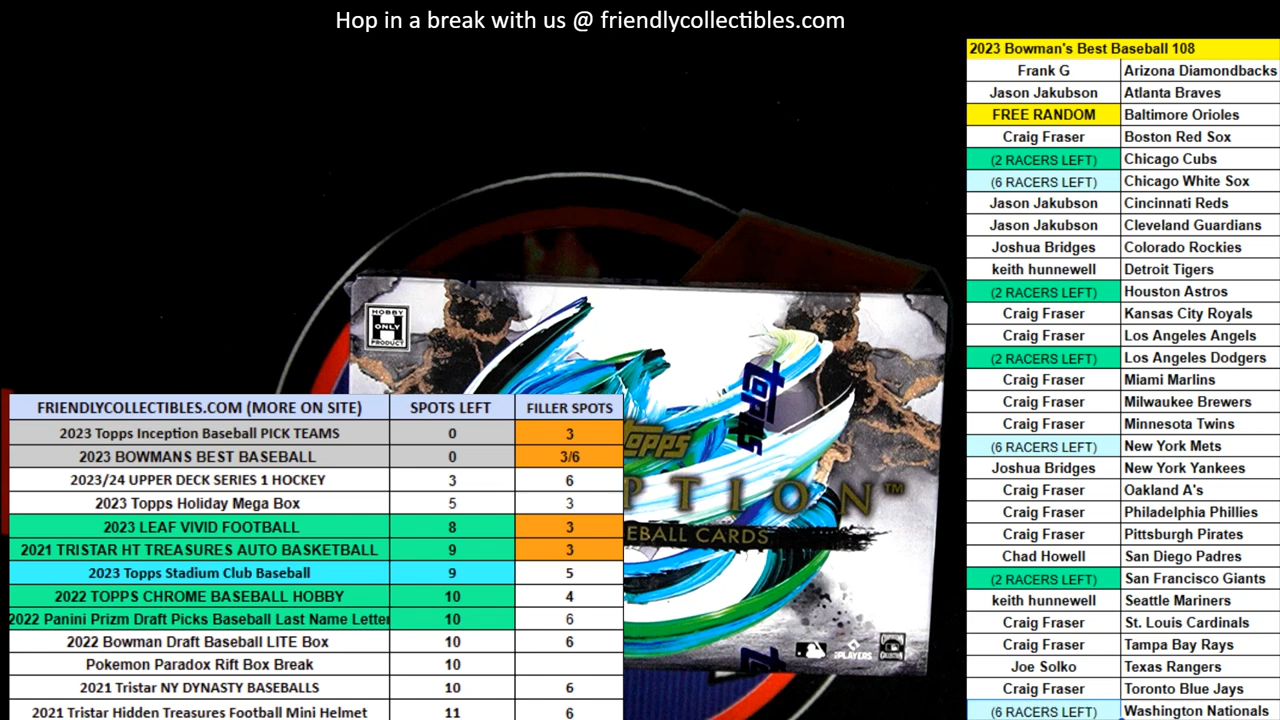 Hop in a break with us @ friendlycollectibles.com
2023 Bowman's Best Baseball 108
Frank G Arizona Diamondbacks
Jason Jakubson Atlanta Braves
FREE RANDOM Baltimore Orioles
Craig Fraser Boston Red Sox
(2 RACERS LEFT) Chicago Cubs
(6 RACERS LEFT) Chicago White Sox
Jason Jakubson Cincinnati Reds
Jason Jakubson Cleveland Guardians
Joshua Bridges Colorado Rockies
keith hunnewell Detroit Tigers
(2 RACERS LEFT) Houston Astros
Craig Fraser Kansas City Royals
Craig Fraser Los Angeles Angels
(2 RACERS LEFT) Los Angeles Dodgers
Craig Fraser Miami Marlins
Craig Fraser Milwaukee Brewers
Craig Fraser Minnesota Twins
(6 RACERS LEFT) New York Mets
Joshua Bridges New York Yankees
Craig Fraser Oakland A's
Craig Fraser Philadelphia Phillies
Craig Fraser Pittsburgh Pirates
Chad Howell San Diego Padres
(2 RACERS LEFT) San Francisco Giants
keith hunnewell Seattle Mariners
Craig Fraser St. Louis Cardinals
Craig Fraser Tampa Bay Rays
Joe Solko Texas Rangers
Craig Fraser Toronto Blue Jays
(6 RACERS LEFT) Washington Nationals
HOBBY
H
ONLY
PRODUCT
topps
topps
PTION™
EBALL CARDS
PLAYERS
FRIENDLYCOLLECTIBLES.COM (MORE ON SITE) SPOTS LEFT FILLER SPOTS
2023 Topps Inception Baseball PICK TEAMS 0 3
2023 BOWMANS BEST BASEBALL 0 3/6
2023/24 UPPER DECK SERIES 1 HOCKEY 3 6
2023 Topps Holiday Mega Box 5 3
2023 LEAF VIVID FOOTBALL 8 3
2021 TRISTAR HT TREASURES AUTO BASKETBALL 9 3
2023 Topps Stadium Club Baseball 9 5
2022 TOPPS CHROME BASEBALL HOBBY 10 4
2022 Panini Prizm Draft Picks Baseball Last Name Letter 10 6
2022 Bowman Draft Baseball LITE Box 10 6
Pokemon Paradox Rift Box Break 10
2021 Tristar NY DYNASTY BASEBALLS 10 6
2021 Tristar Hidden Treasures Football Mini Helmet 11 6